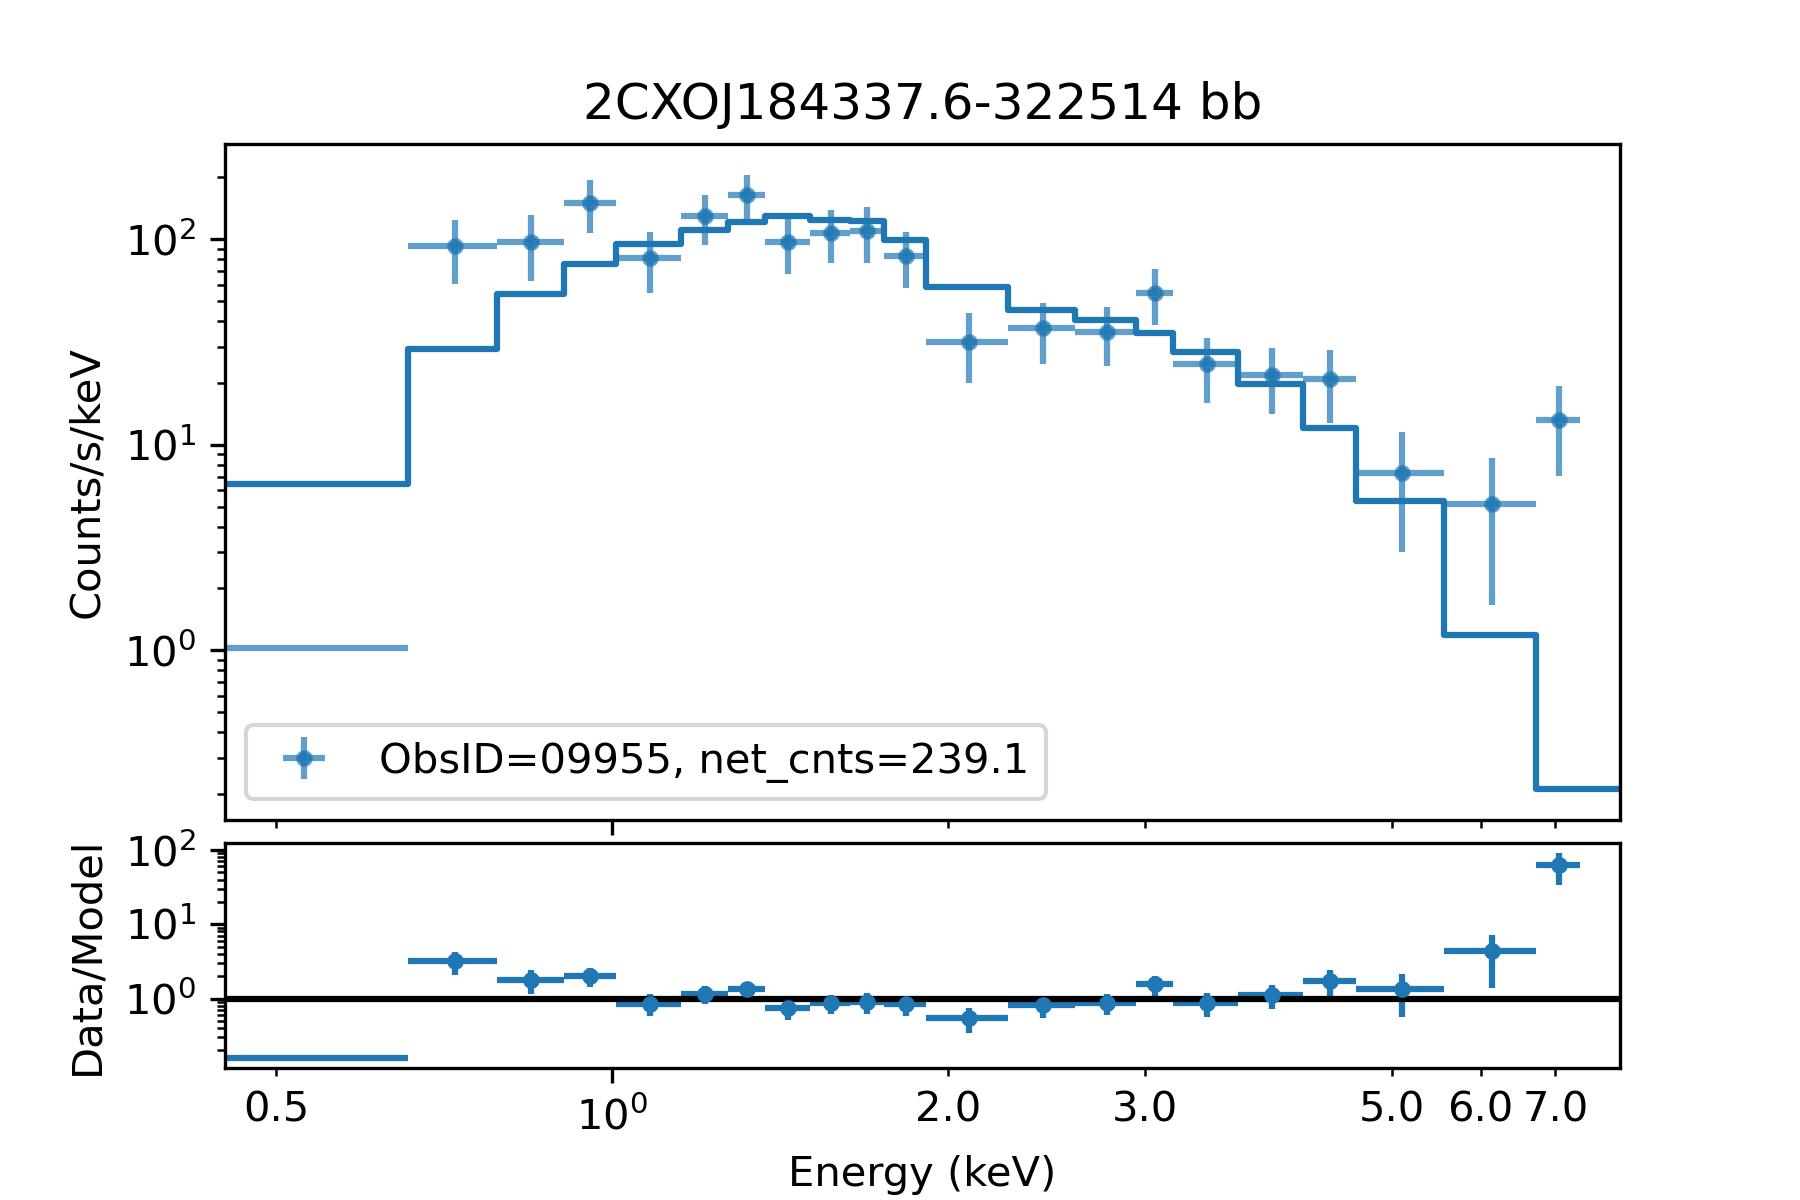 2CXOJ184337.6-322514 bb
Counts/s/keV
10²
10¹
10⁰
ObsID=09955, net_cnts=239.1
Data/Model
10²
10¹
10⁰
0.5 10⁰ 2.0 3.0 5.0 6.0 7.0
Energy (keV)